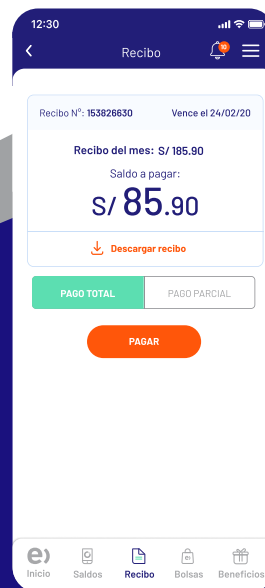 12:30
Recibo
10
Recibo N°: 153826630 Vence el 24/02/20
Recibo del mes: S/ 185.90
Saldo a pagar:
S/ 85.90
Descargar recibo
PAGO TOTAL PAGO PARCIAL
PAGAR
e)
Inicio Saldos Recibo Bolsas Beneficios